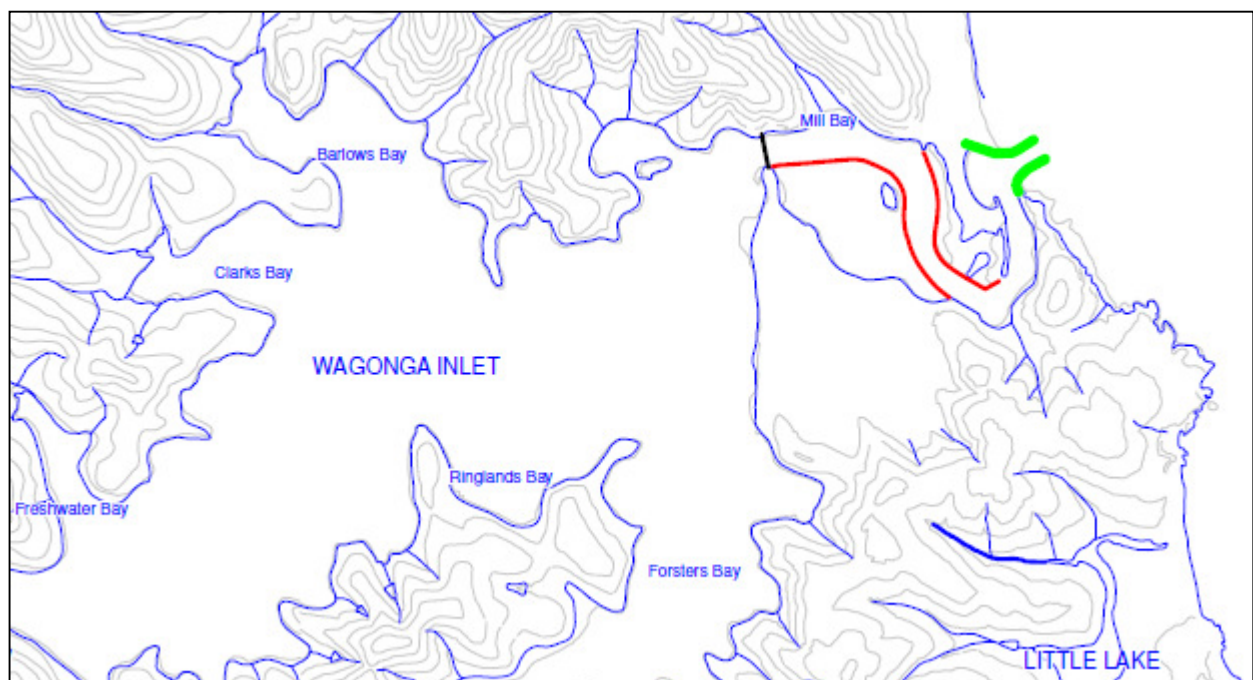 Mill Bay
Barlows Bay
Clarks Bay
WAGONGA INLET
Ringlands Bay
Freshwater Bay
Forsters Bay
LITTLE LAKE